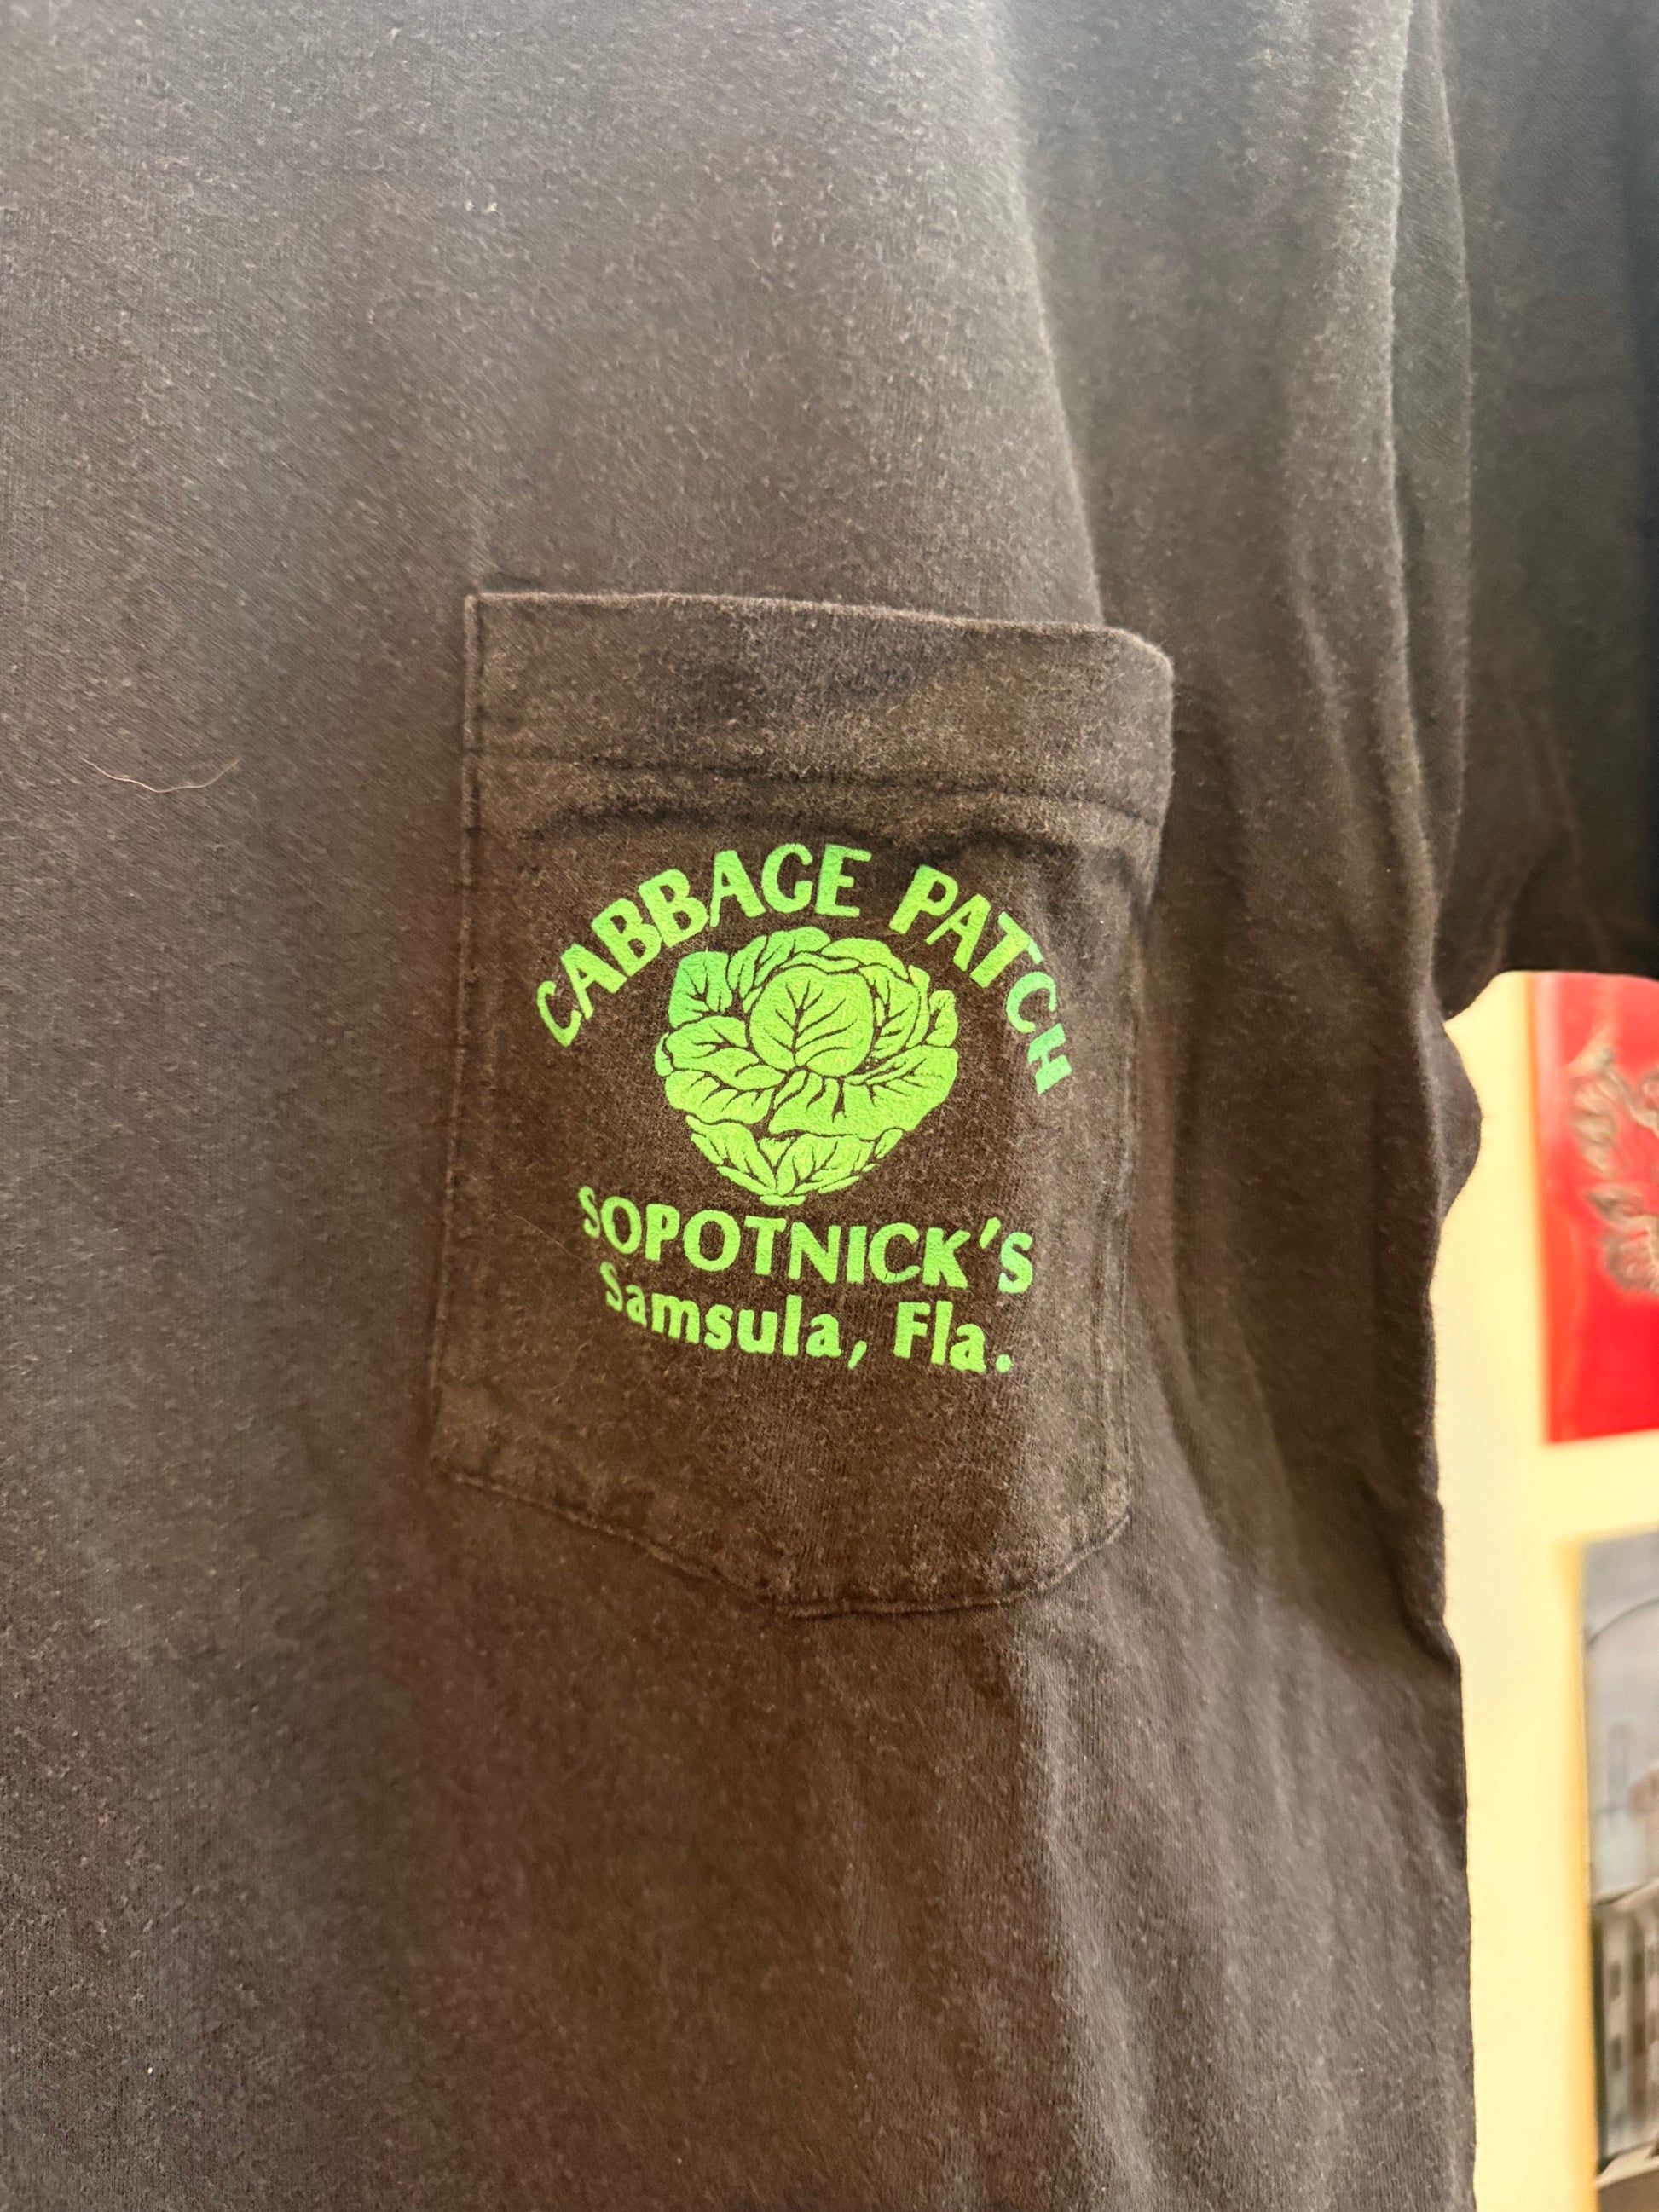 CABBAGE PATCH
SOPOTNICK'S
Samsula, Fla.